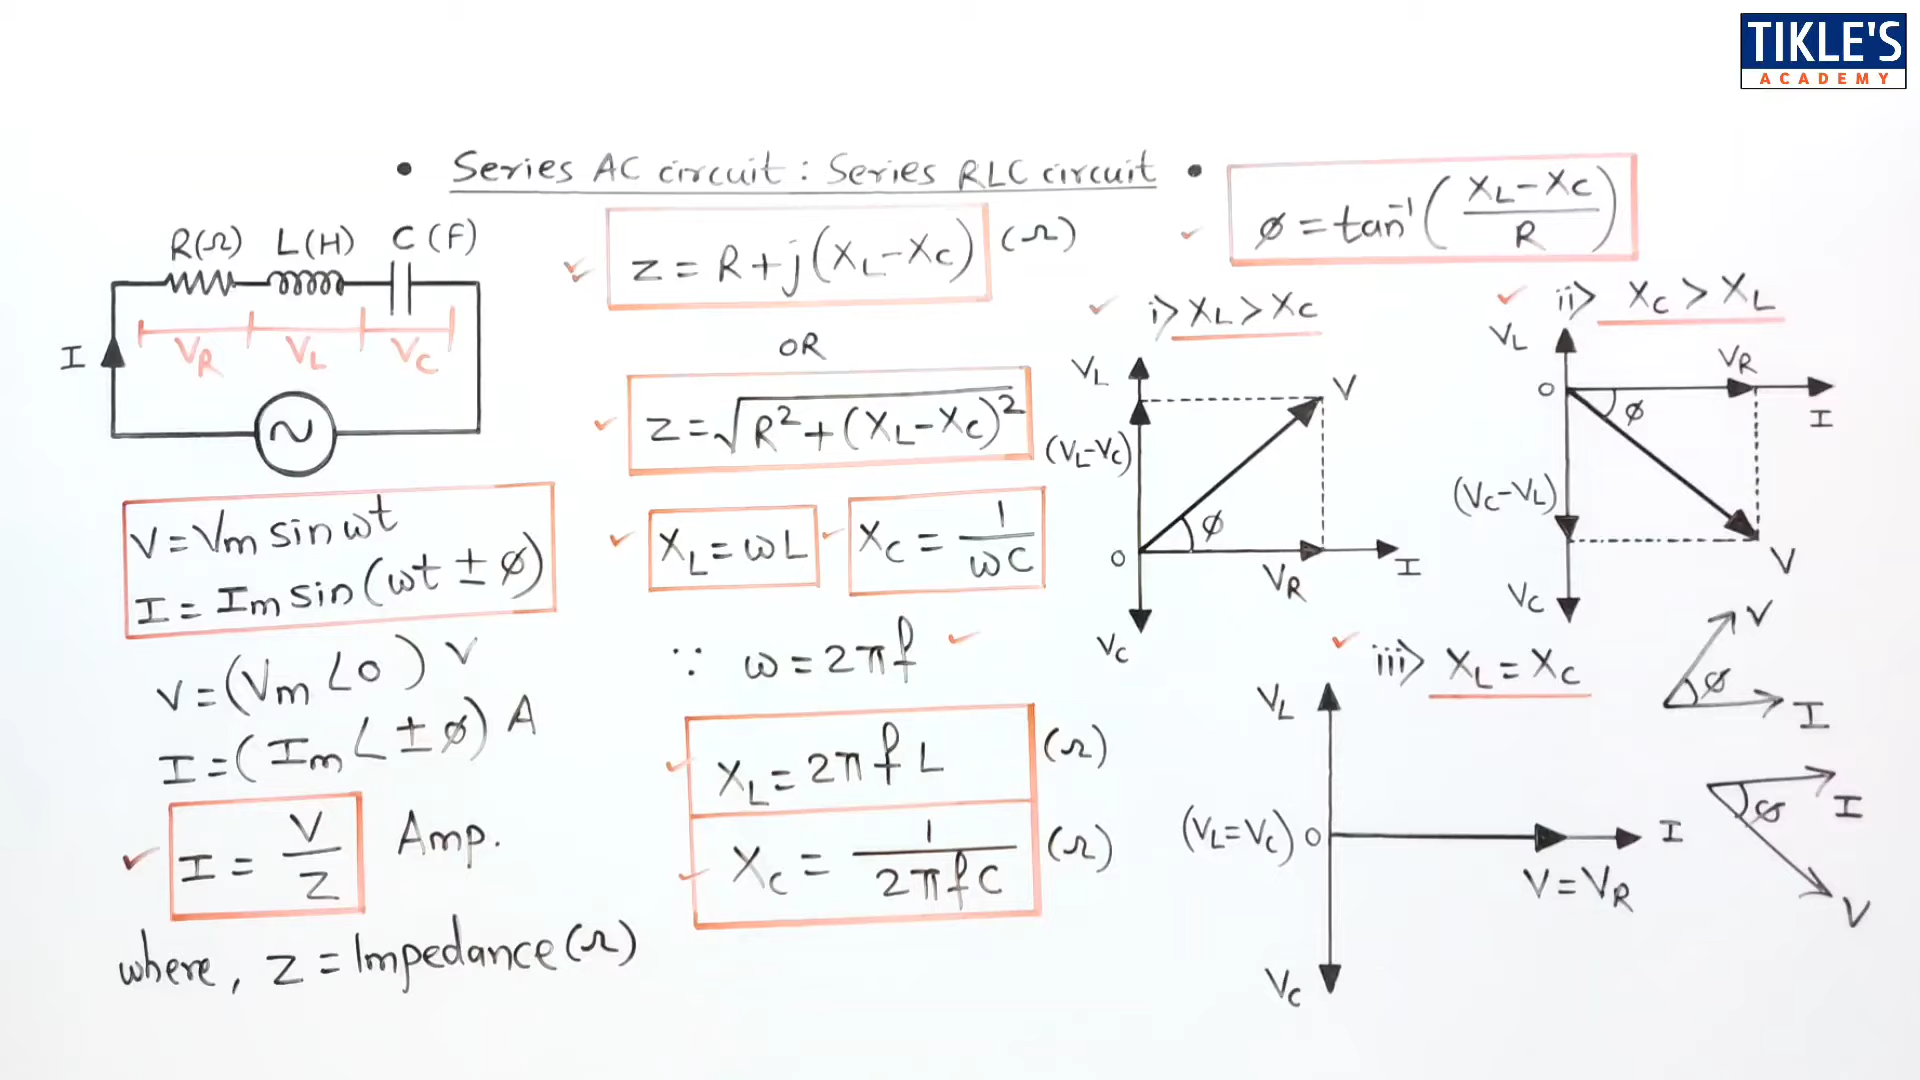 TIKLE'S
ACADEMY
• Series AC circuit : Series RLC circuit •
R(Ω) L(H) C (F)
I
VR VL VC
V = Vm sin ωt
I = Im sin(ωt ± ø)
V = (Vm ∠0) V
I = (Im ∠ ± ø) A
I = V/Z Amp.
where, Z = Impedance (Ω)
Z = R + j(XL - XC) (Ω)
OR
Z = √R² + (XL - XC)²
XL = ωL
XC = 1/ωC
∵ ω = 2πf
XL = 2πfL (Ω)
XC = 1/2πfC (Ω)
ø = tan⁻¹ (XL - XC / R)
i> XL > XC
VL
V
(VL-VC)
ø
O
VR
I
VC
ii> XC > XL
VL
VR
O
ø
I
(VC-VL)
V
VC
iii> XL = XC
VL
(VL=VC) O
I
V = VR
VC
V
ø
I
I
ø
V